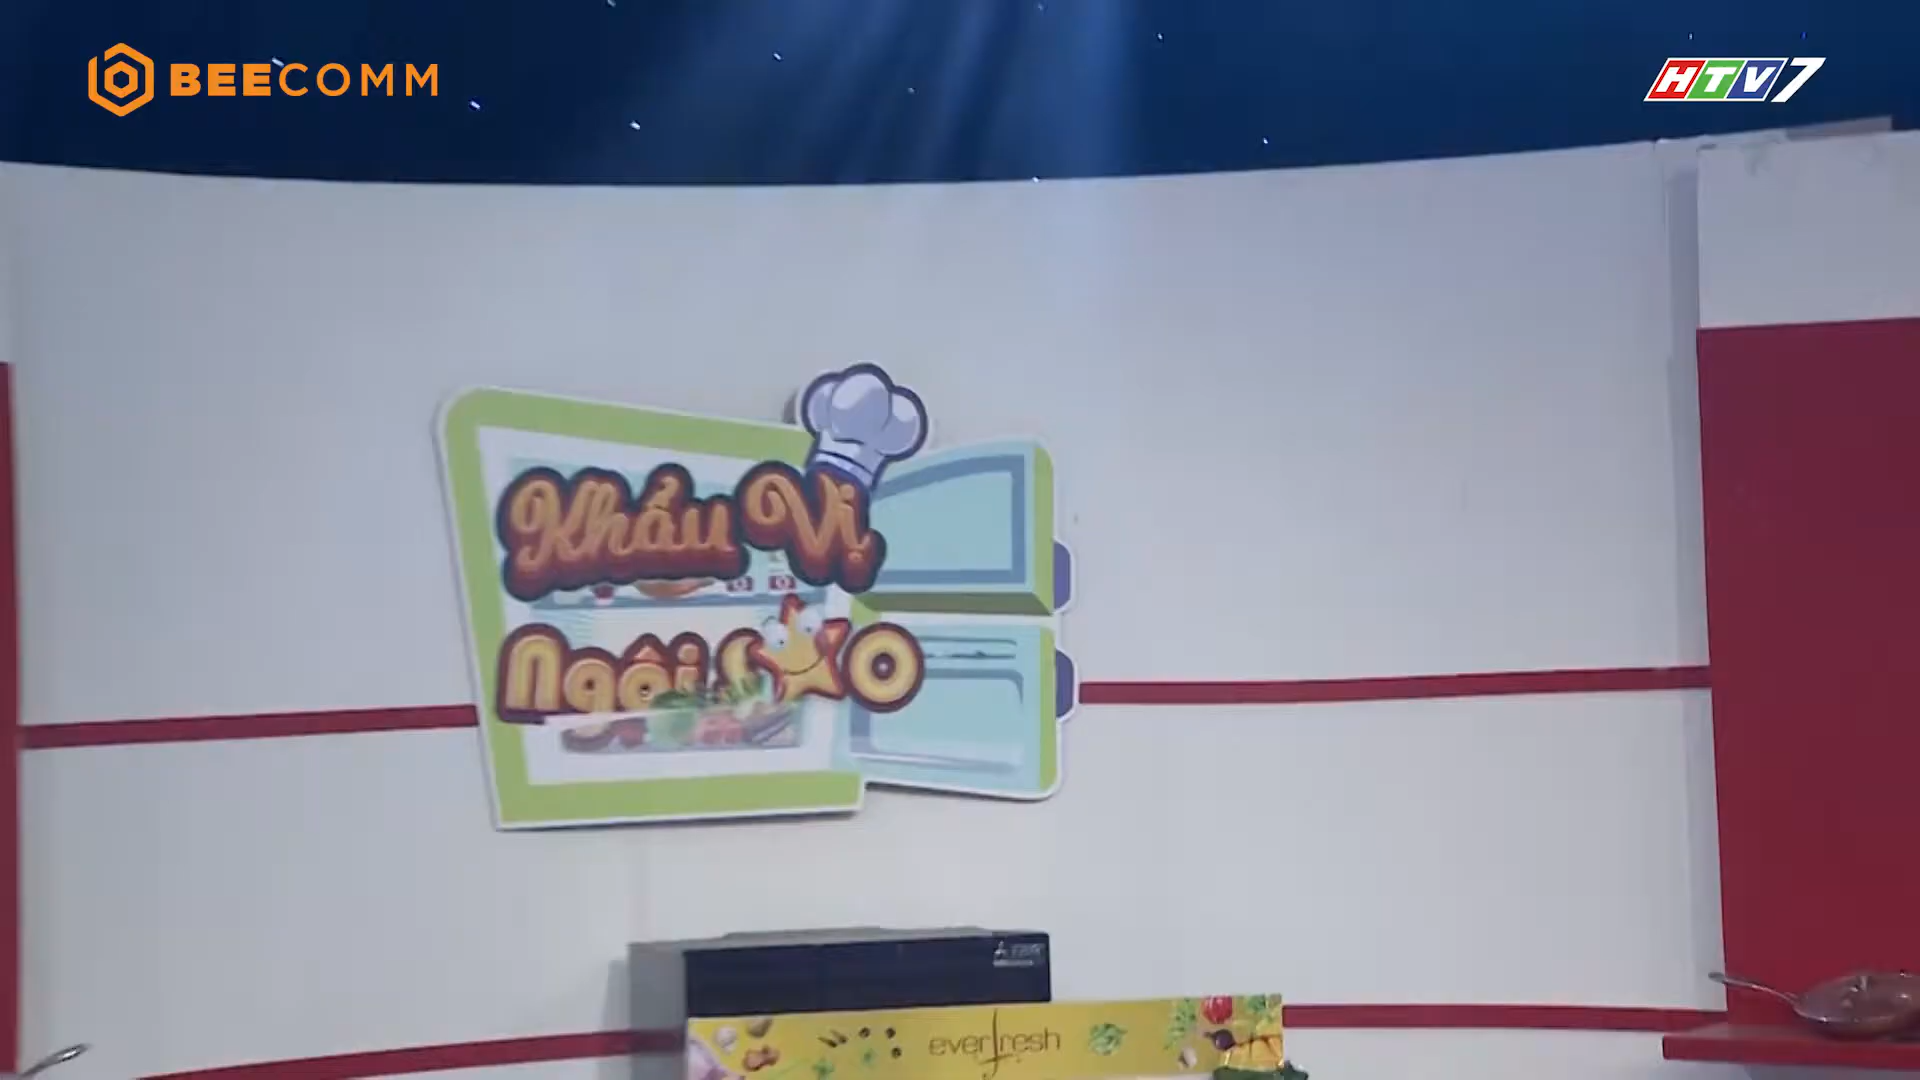 BEECOMM
HTV7
Khẩu Vị
Ngôi SAO
everfresh